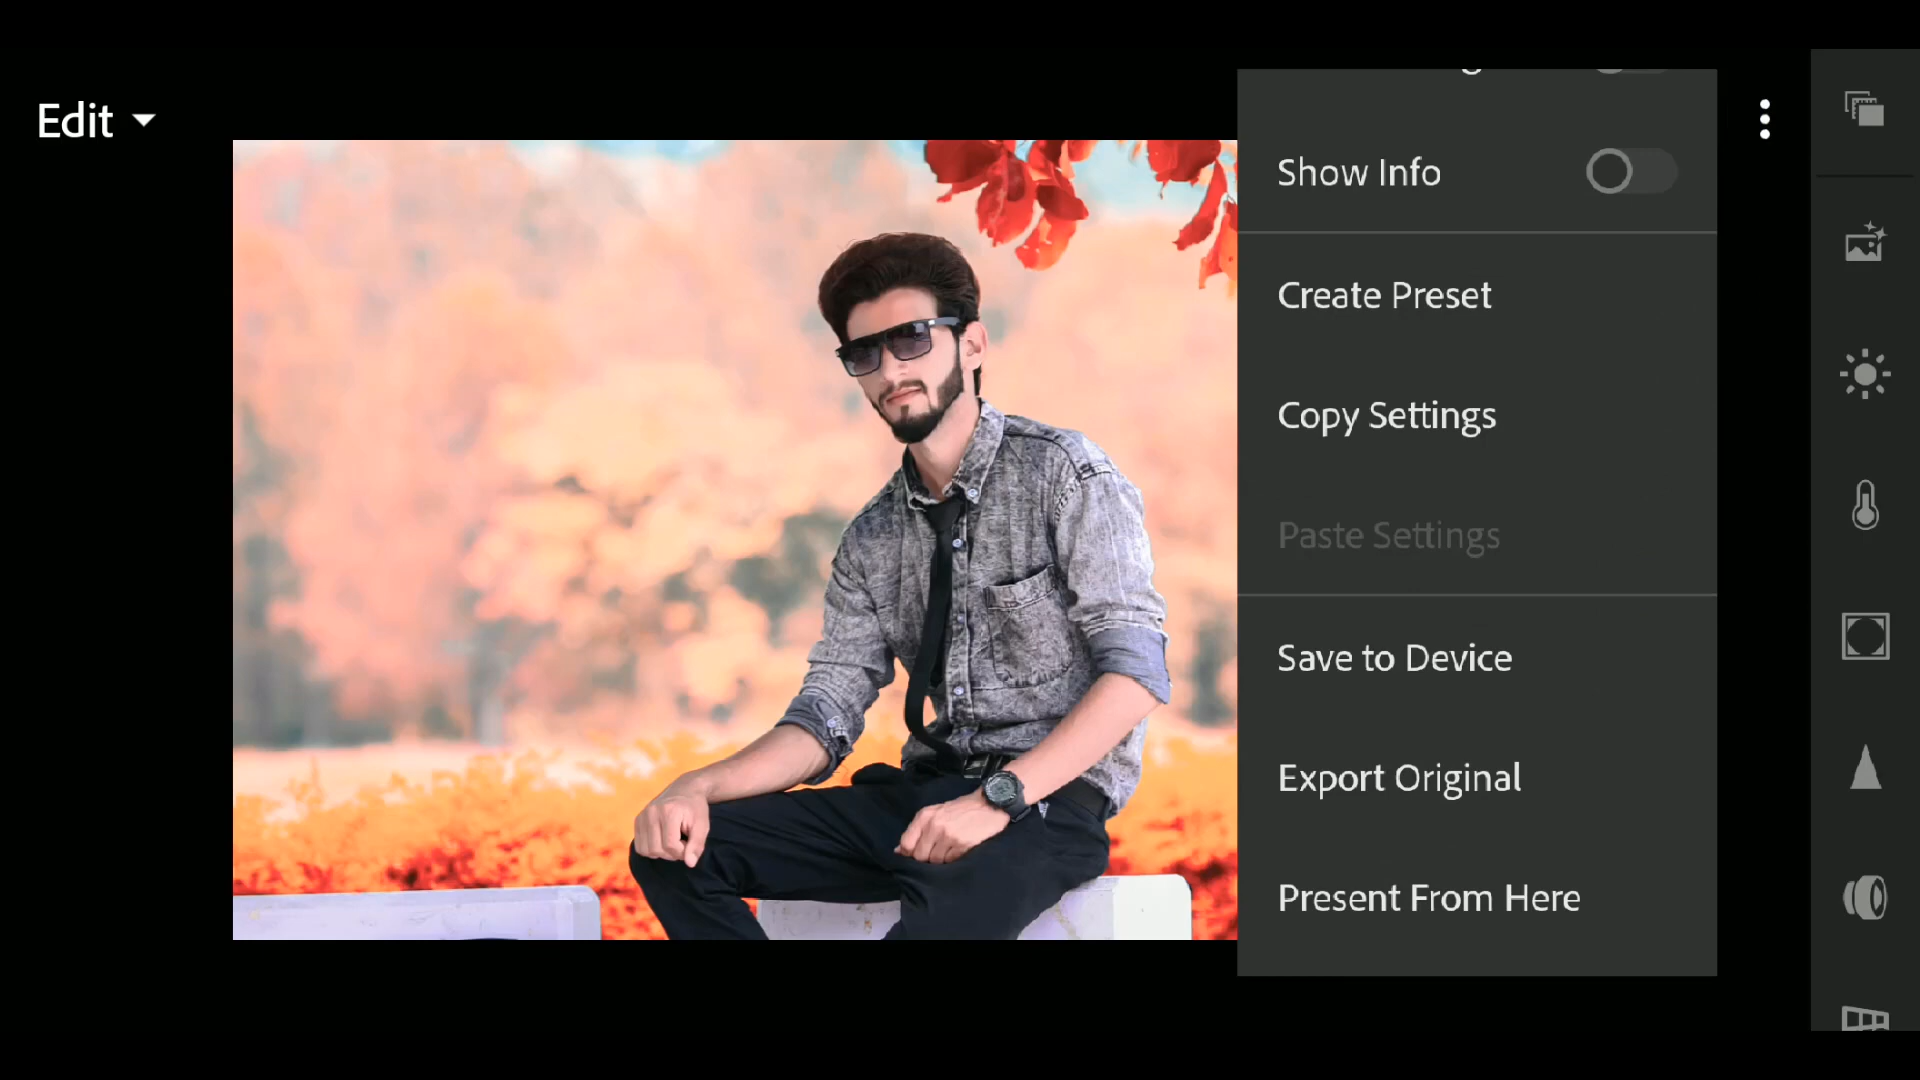 Edit
Show Info
Create Preset
Copy Settings
Paste Settings
Save to Device
Export Original
Present From Here